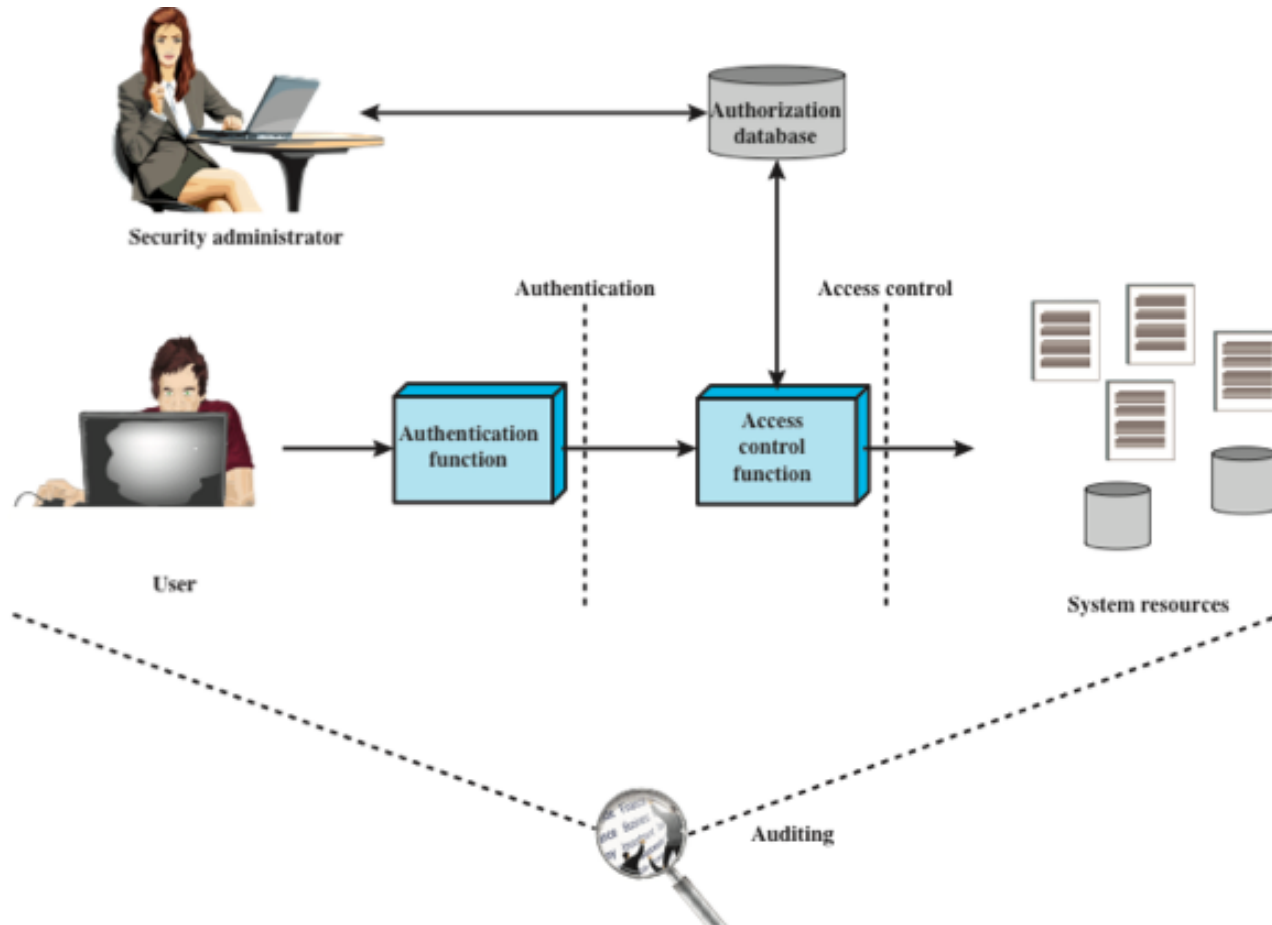 Authorization
database
Security administrator
Authentication
Access control
Authentication
function
Access
control
function
User
System resources
Auditing